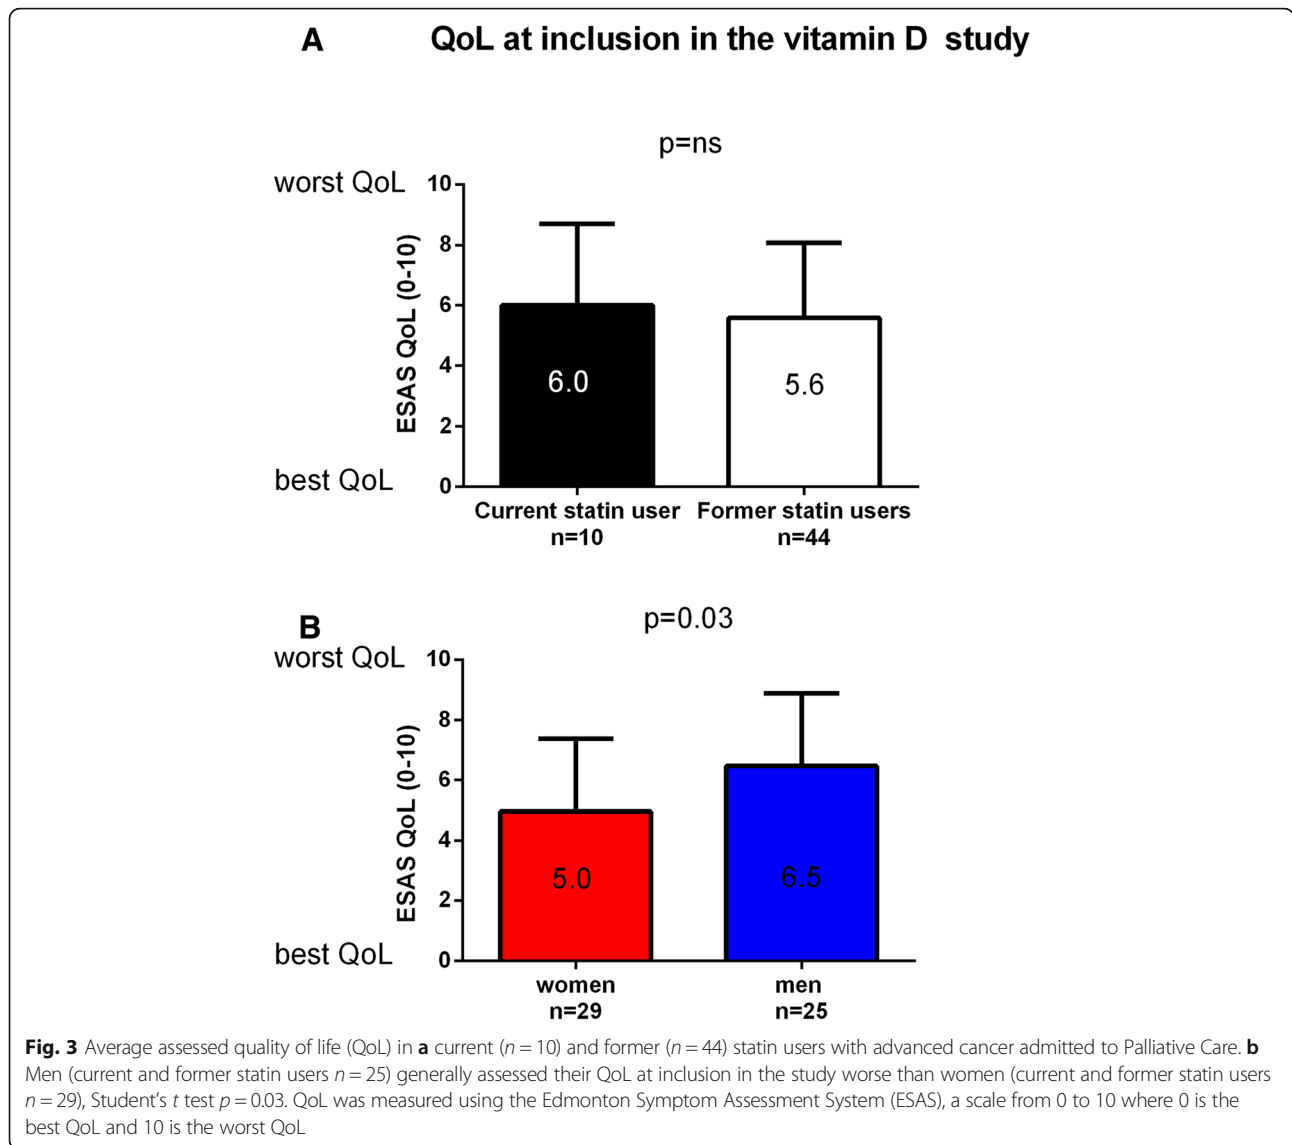 A QoL at inclusion in the vitamin D study
p=ns
worst QoL
10
8
6
4
2
0
ESAS QoL (0-10)
best QoL
6.0
5.6
Current statin user Former statin users
n=10 n=44
B
p=0.03
worst QoL
10
8
6
4
2
0
ESAS QoL (0-10)
best QoL
5.0
6.5
women men
n=29 n=25
Fig. 3 Average assessed quality of life (QoL) in a current (n = 10) and former (n = 44) statin users with advanced cancer admitted to Palliative Care. b
Men (current and former statin users n = 25) generally assessed their QoL at inclusion in the study worse than women (current and former statin users
n = 29), Student's t test p = 0.03. QoL was measured using the Edmonton Symptom Assessment System (ESAS), a scale from 0 to 10 where 0 is the
best QoL and 10 is the worst QoL